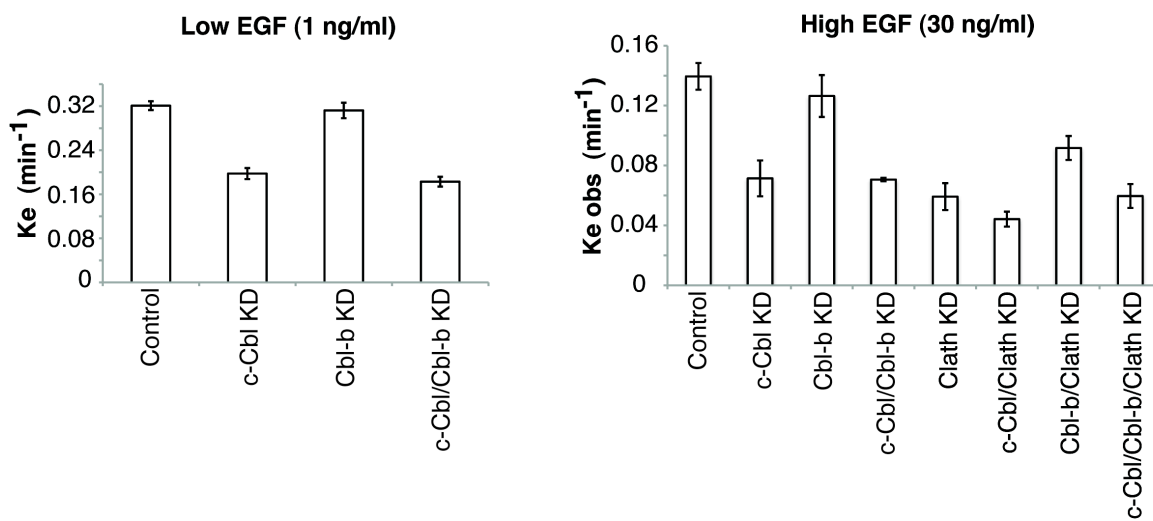 Low EGF (1 ng/ml)
Ke (min-1 )
0.32
0.24
0.16
0.08
0
Control
c-Cbl KD
Cbl-b KD
c-Cbl/Cbl-b KD
High EGF (30 ng/ml)
Ke obs (min-1)
0.16
0.12
0.08
0.04
0
Control
c-Cbl KD
Cbl-b KD
c-Cbl/Cbl-b KD
Clath KD
c-Cbl/Clath KD
Cbl-b/Clath KD
c-Cbl/Cbl-b/Clath KD